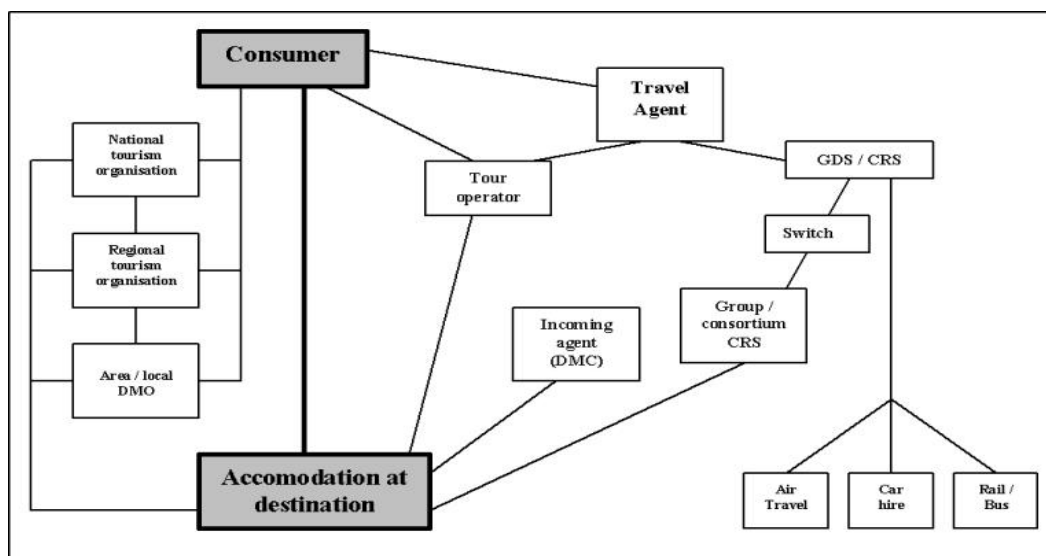 Consumer
Travel
Agent
National
tourism
organisation
Tour
operator
GDS / CRS
Switch
Regional
tourism
organisation
Group /
consortium
CRS
Incoming
agent
(DMC)
Area / local
DMO
Accomodation at
destination
Air
Travel
Car
hire
Rail /
Bus